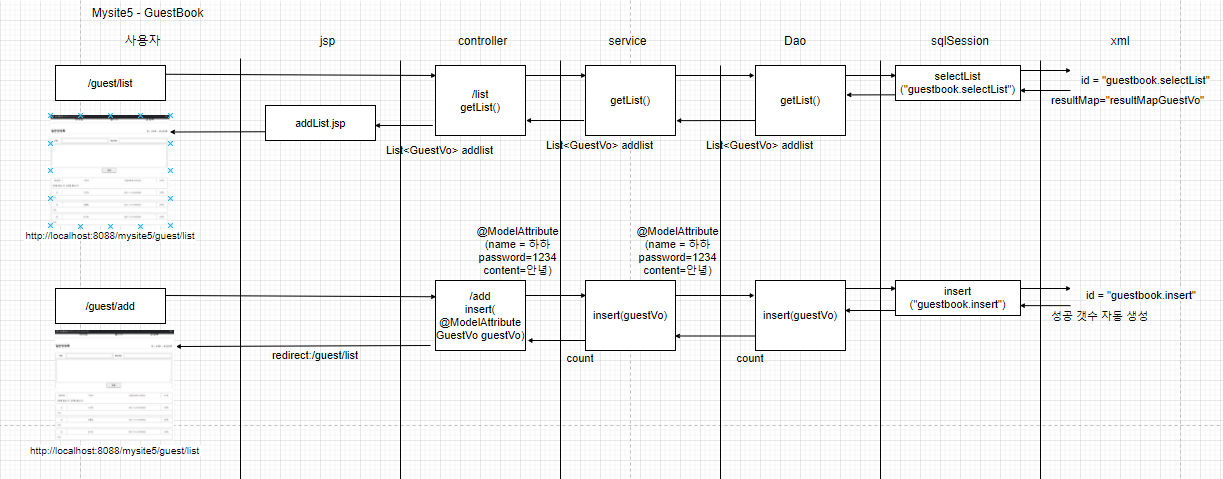 Mysite5 - GuestBook
사용자
jsp
controller
service
Dao
sqlSession
xml
/guest/list
/list
getList()
getList()
getList()
selectList
("guestbook.selectList")
id = "guestbook.selectList"
resultMap="resultMapGuestVo"
addList.jsp
List<GuestVo> addlist
List<GuestVo> addlist
List<GuestVo> addlist
http://localhost:8088/mysite5/guest/list
@ModelAttribute
(name = 하하
password=1234
content=안녕)
@ModelAttribute
(name = 하하
password=1234
content=안녕)
/guest/add
/add
insert(
@ModelAttribute
GuestVo guestVo)
insert(guestVo)
insert(guestVo)
insert
("guestbook.insert")
id = "guestbook.insert"
성공 갯수 자동 생성
redirect:/guest/list
count
count
http://localhost:8088/mysite5/guest/list